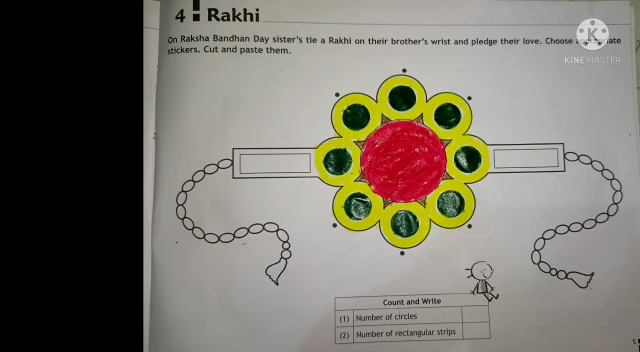 4 Rakhi
On Raksha Bandhan Day sister's tie a Rakhi on their brother's wrist and pledge their love. Choose
stickers. Cut and paste them.
KINEMASTER
Count and Write
(1) Number of circles
(2) Number of rectangular strips
5